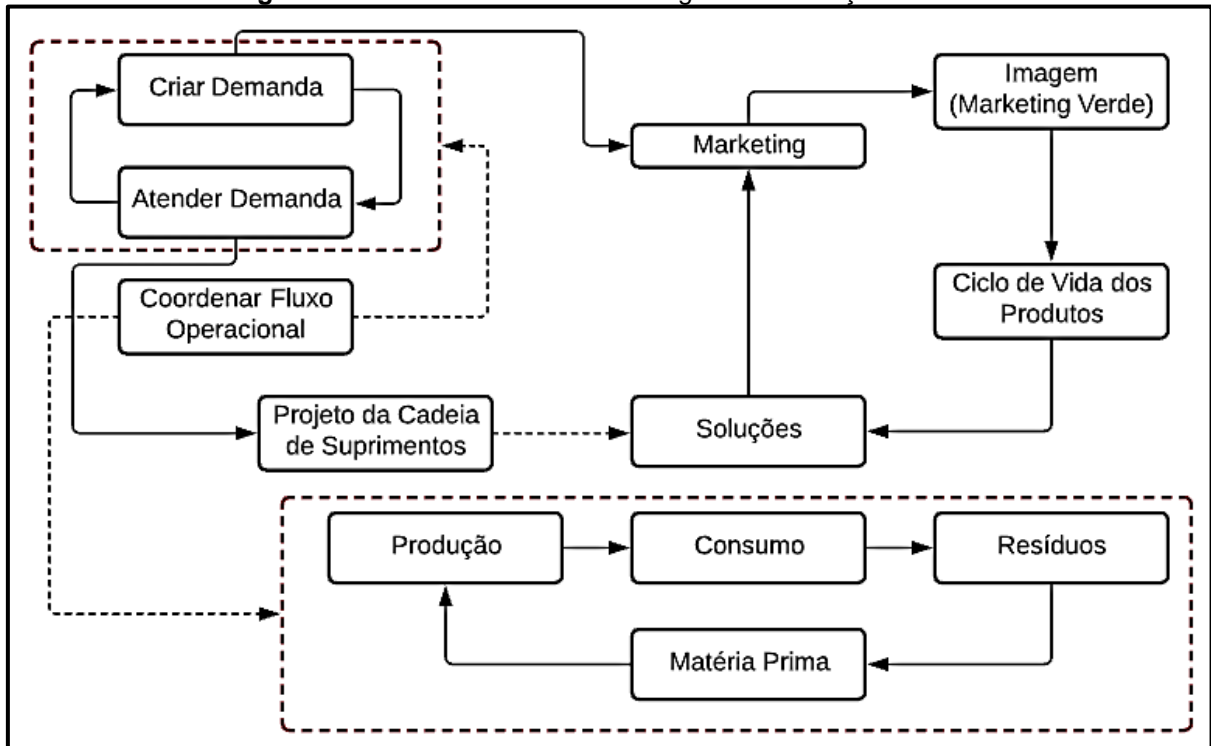 Criar Demanda
Imagem
(Marketing Verde)
Marketing
Atender Demanda
Coordenar Fluxo
Operacional
Ciclo de Vida dos
Produtos
Projeto da Cadeia
de Suprimentos
Soluções
Produção
Consumo
Resíduos
Matéria Prima